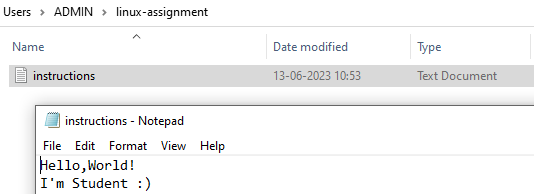 Users > ADMIN > linux-assignment
Name Date modified Type
instructions 13-06-2023 10:53 Text Document
instructions - Notepad
File Edit Format View Help
Hello,World!
I'm Student :)